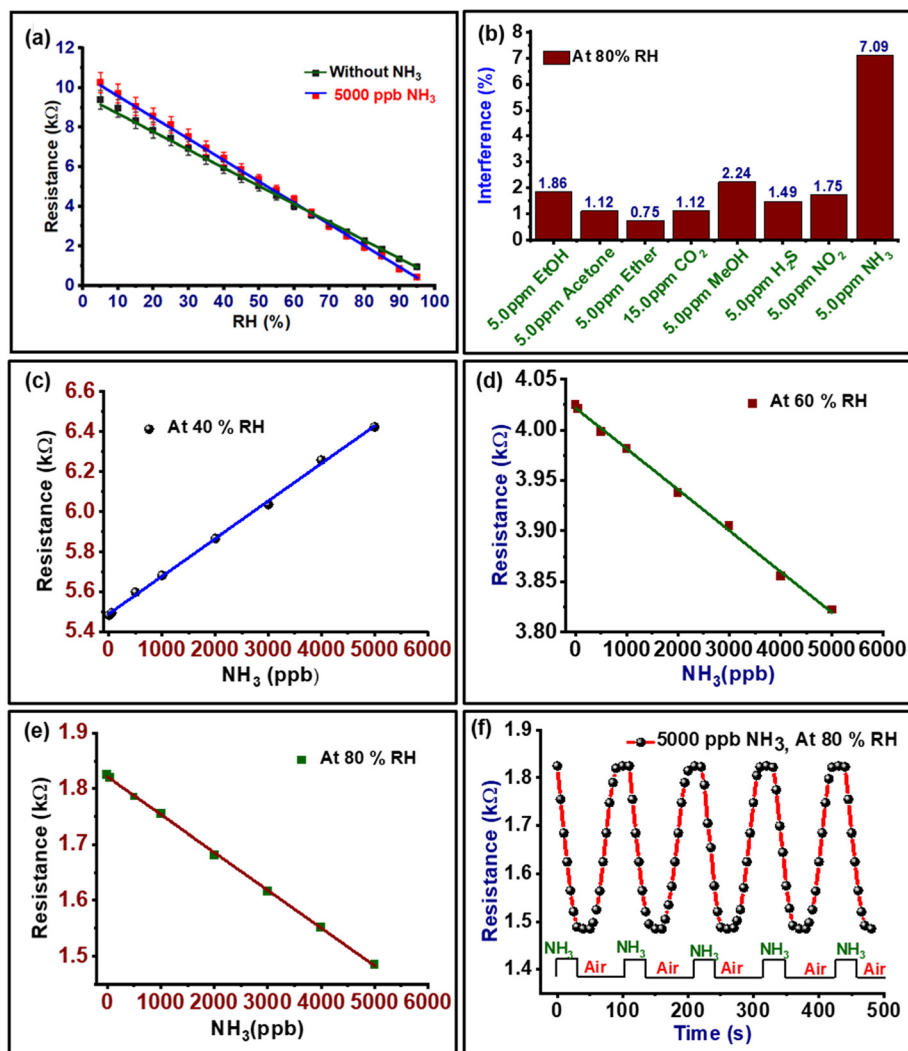 (a)
Without NH₃
5000 ppb NH₃
Resistance (kΩ)
12
10
8
6
4
2
0
0 10 20 30 40 50 60 70 80 90 100
RH (%)
(b)
At 80% RH
Interference (%)
8
7
6
5
4
3
2
1
0
1.86
1.12
0.75
1.12
2.24
1.49
1.75
7.09
5.0ppm EtOH
5.0ppm Acetone
5.0ppm Ether
15.0ppm CO₂
5.0ppm MeOH
5.0ppm H₂S
5.0ppm NO₂
5.0ppm NH₃
(c)
At 40 % RH
Resistance (kΩ)
6.6
6.4
6.2
6.0
5.8
5.6
5.4
0 1000 2000 3000 4000 5000 6000
NH₃ (ppb)
(d)
At 60 % RH
Resistance (kΩ)
4.05
4.00
3.95
3.90
3.85
3.80
0 1000 2000 3000 4000 5000 6000
NH₃(ppb)
(e)
At 80 % RH
Resistance (kΩ)
1.9
1.8
1.7
1.6
1.5
0 1000 2000 3000 4000 5000 6000
NH₃(ppb)
(f)
5000 ppb NH₃, At 80 % RH
Resistance (kΩ)
1.9
1.8
1.7
1.6
1.5
1.4
NH₃ NH₃ NH₃ NH₃ NH₃
Air Air Air Air Air
0 100 200 300 400 500
Time (s)